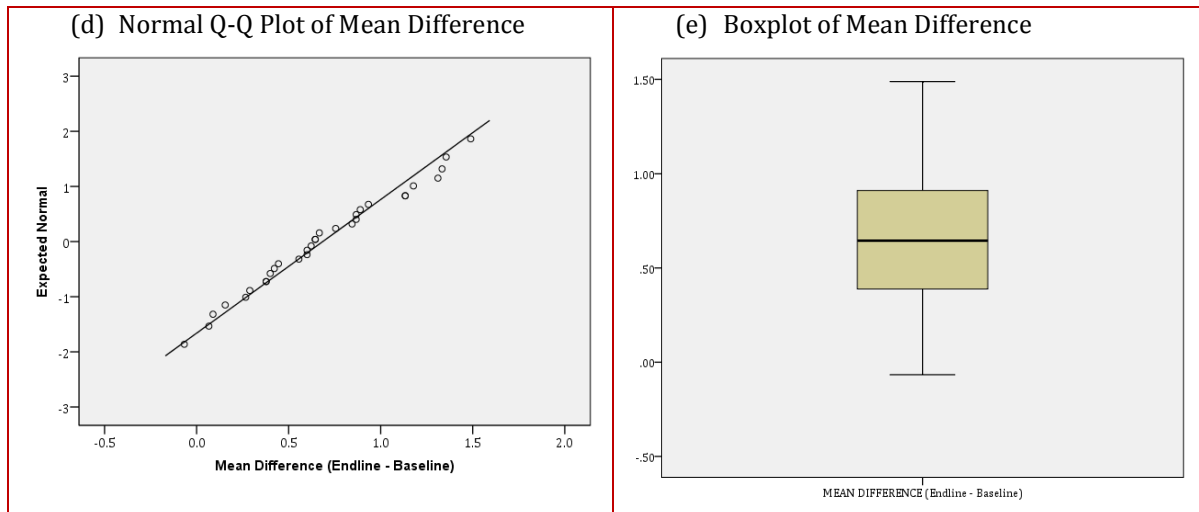 (d) Normal Q-Q Plot of Mean Difference
3
2
1
0
-1
-2
-3
Expected Normal
-0.5 0.0 0.5 1.0 1.5 2.0
Mean Difference (Endline - Baseline)
(e) Boxplot of Mean Difference
1.50
1.00
.50
.00
-.50
MEAN DIFFERENCE (Endline - Baseline)